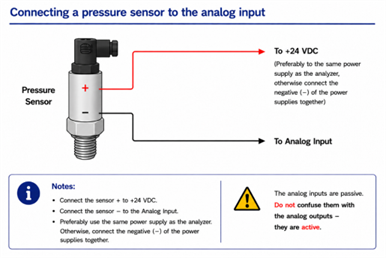 Connecting a pressure sensor to the analog input
To +24 VDC
(Preferably to the same power
supply as the analyzer,
otherwise connect the
negative (−) of the power
supplies together)
Pressure
Sensor
+
−
To Analog Input
i
Notes:
• Connect the sensor + to +24 VDC.
• Connect the sensor − to the Analog Input.
• Preferably use the same power supply as the analyzer.
Otherwise, connect the negative (−) of the power
supplies together.
!
The analog inputs are passive.
Do not confuse them with
the analog outputs –
they are active.